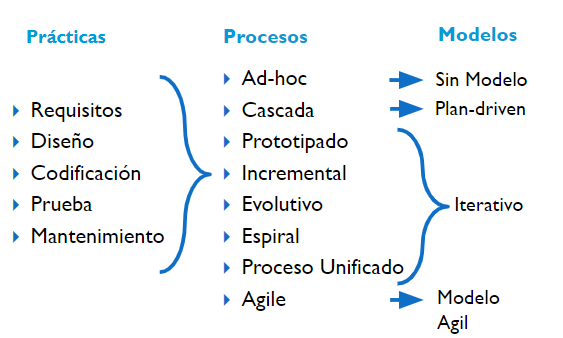 Prácticas
Procesos
Modelos
Requisitos
Diseño
Codificación
Prueba
Mantenimiento
Ad-hoc
Cascada
Prototipado
Incremental
Evolutivo
Espiral
Proceso Unificado
Agile
Sin Modelo
Plan-driven
Iterativo
Modelo
Agil